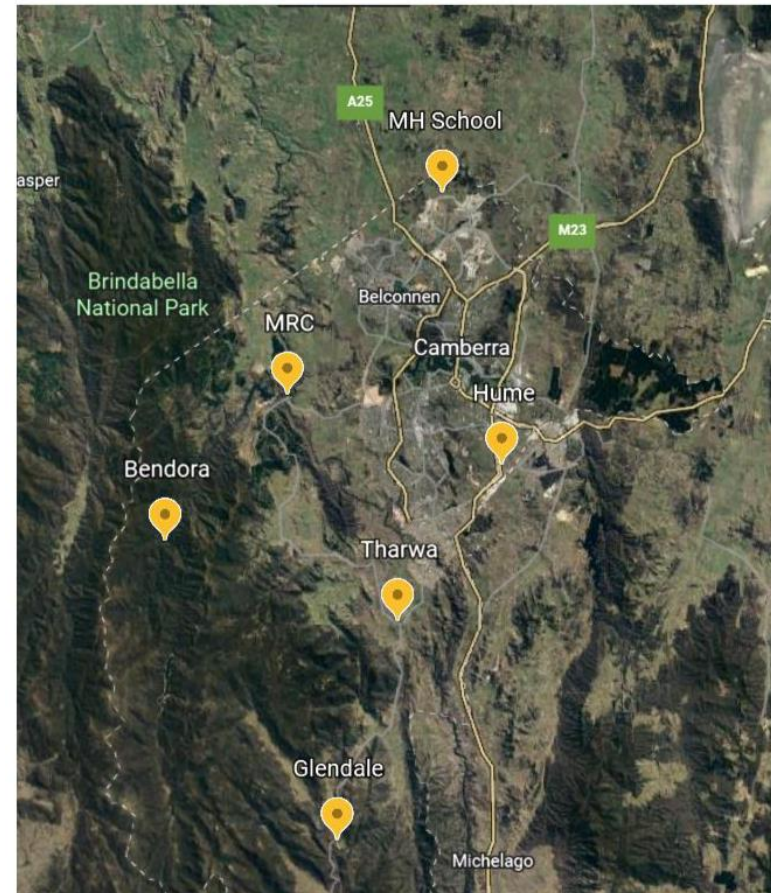 A25
MH School
asper
M23
Brindabella
National Park
Belconnen
MRC
Camberra
Hume
Bendora
Tharwa
Glendale
Michelago